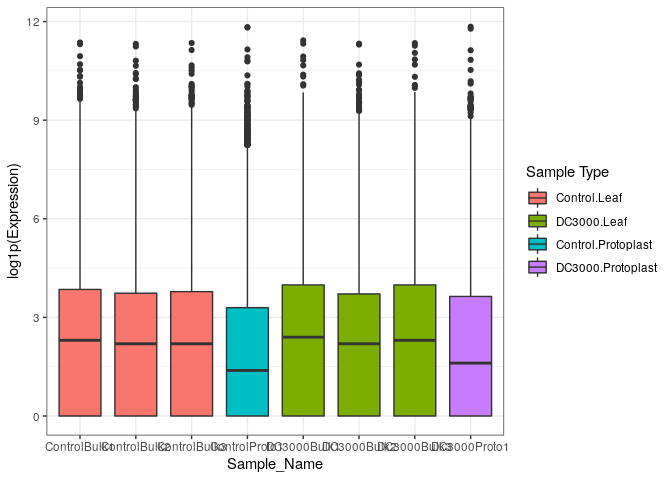 12
9
6
3
0
log1p(Expression)
ControlBulk1 ControlBulk2 ControlBulk3 ControlProto1 DC3000Bulk1 DC3000Bulk2 DC3000Bulk3 DC3000Proto1
Sample_Name
Sample Type
Control.Leaf
DC3000.Leaf
Control.Protoplast
DC3000.Protoplast